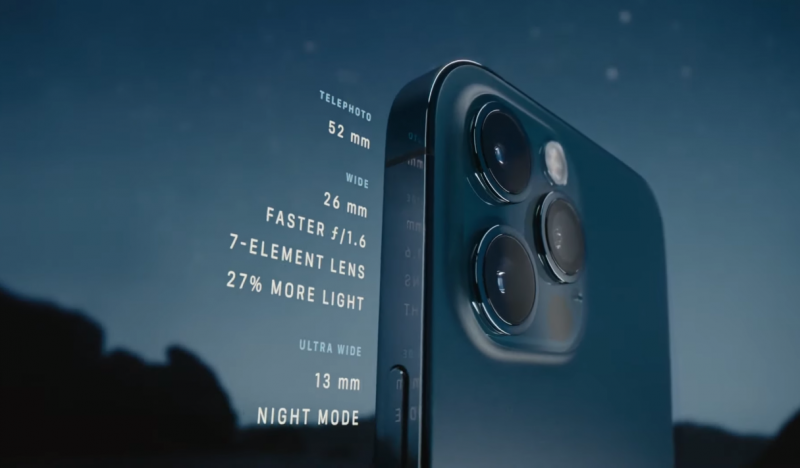 TELEPHOTO
52 mm
WIDE
26 mm
FASTER ƒ/1.6
7-ELEMENT LENS
27% MORE LIGHT
ULTRA WIDE
13 mm
NIGHT MODE